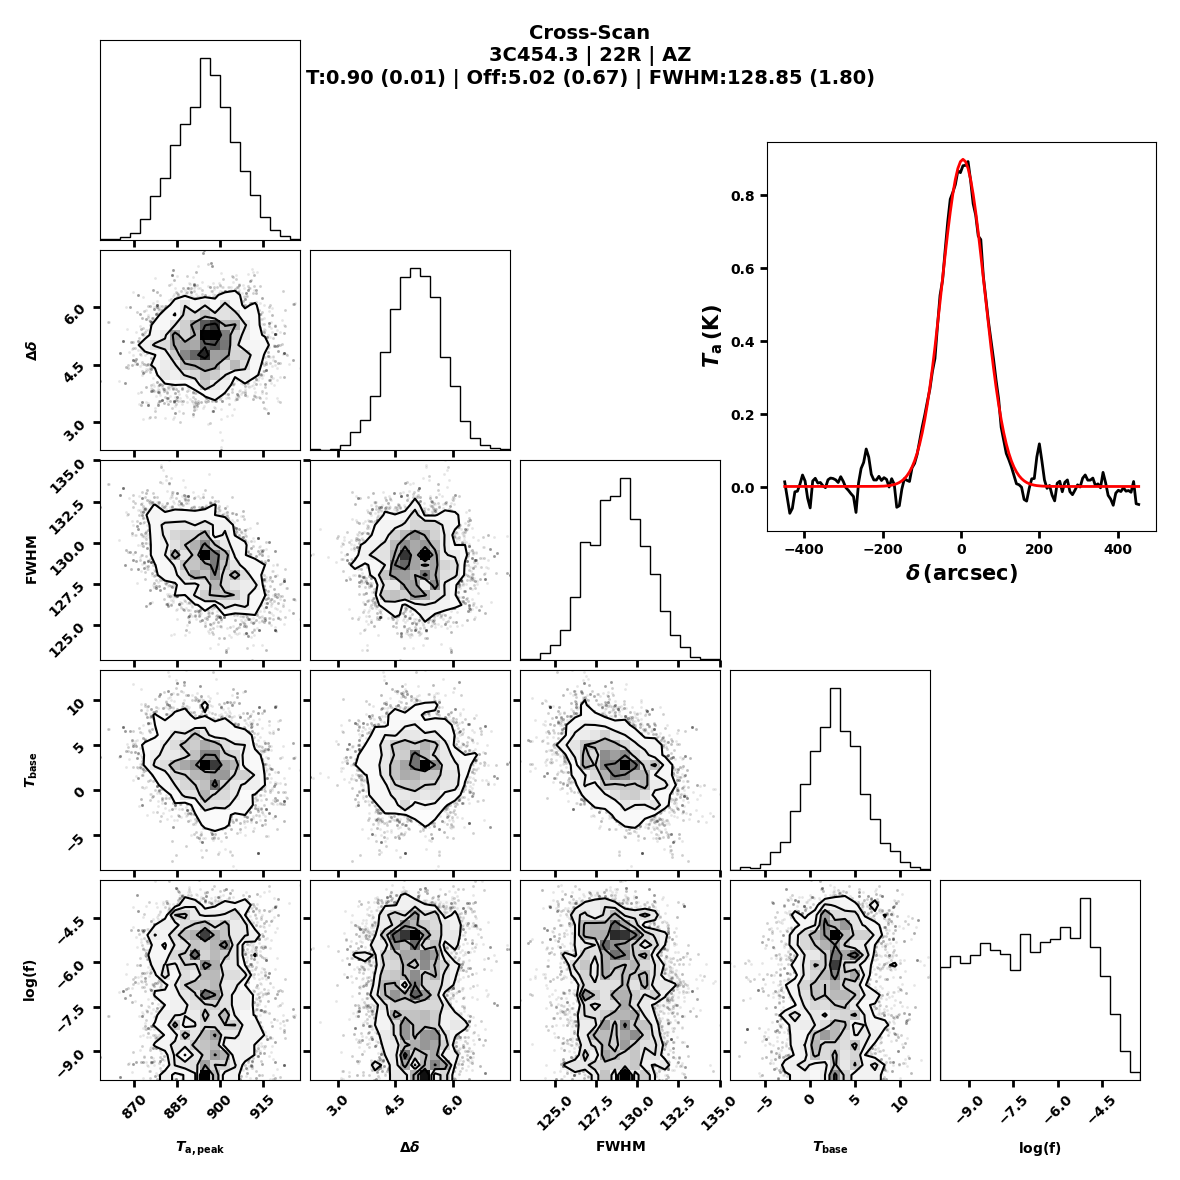 Cross-Scan
3C454.3 | 22R | AZ
T:0.90 (0.01) | Off:5.02 (0.67) | FWHM:128.85 (1.80)
0.8
0.6
0.4
0.2
0.0
Ta (K)
−400 −200 0 200 400
δ (arcsec)
6.0
4.5
3.0
Δδ
135.0
132.5
130.0
127.5
125.0
FWHM
10
5
0
−5
Tbase
−4.5
−6.0
−7.5
−9.0
log(f)
870 885 900 915
3.0 4.5 6.0
125.0 127.5 130.0 132.5 135.0
−5 0 5 10
−9.0 −7.5 −6.0 −4.5
Ta,peak Δδ FWHM Tbase log(f)